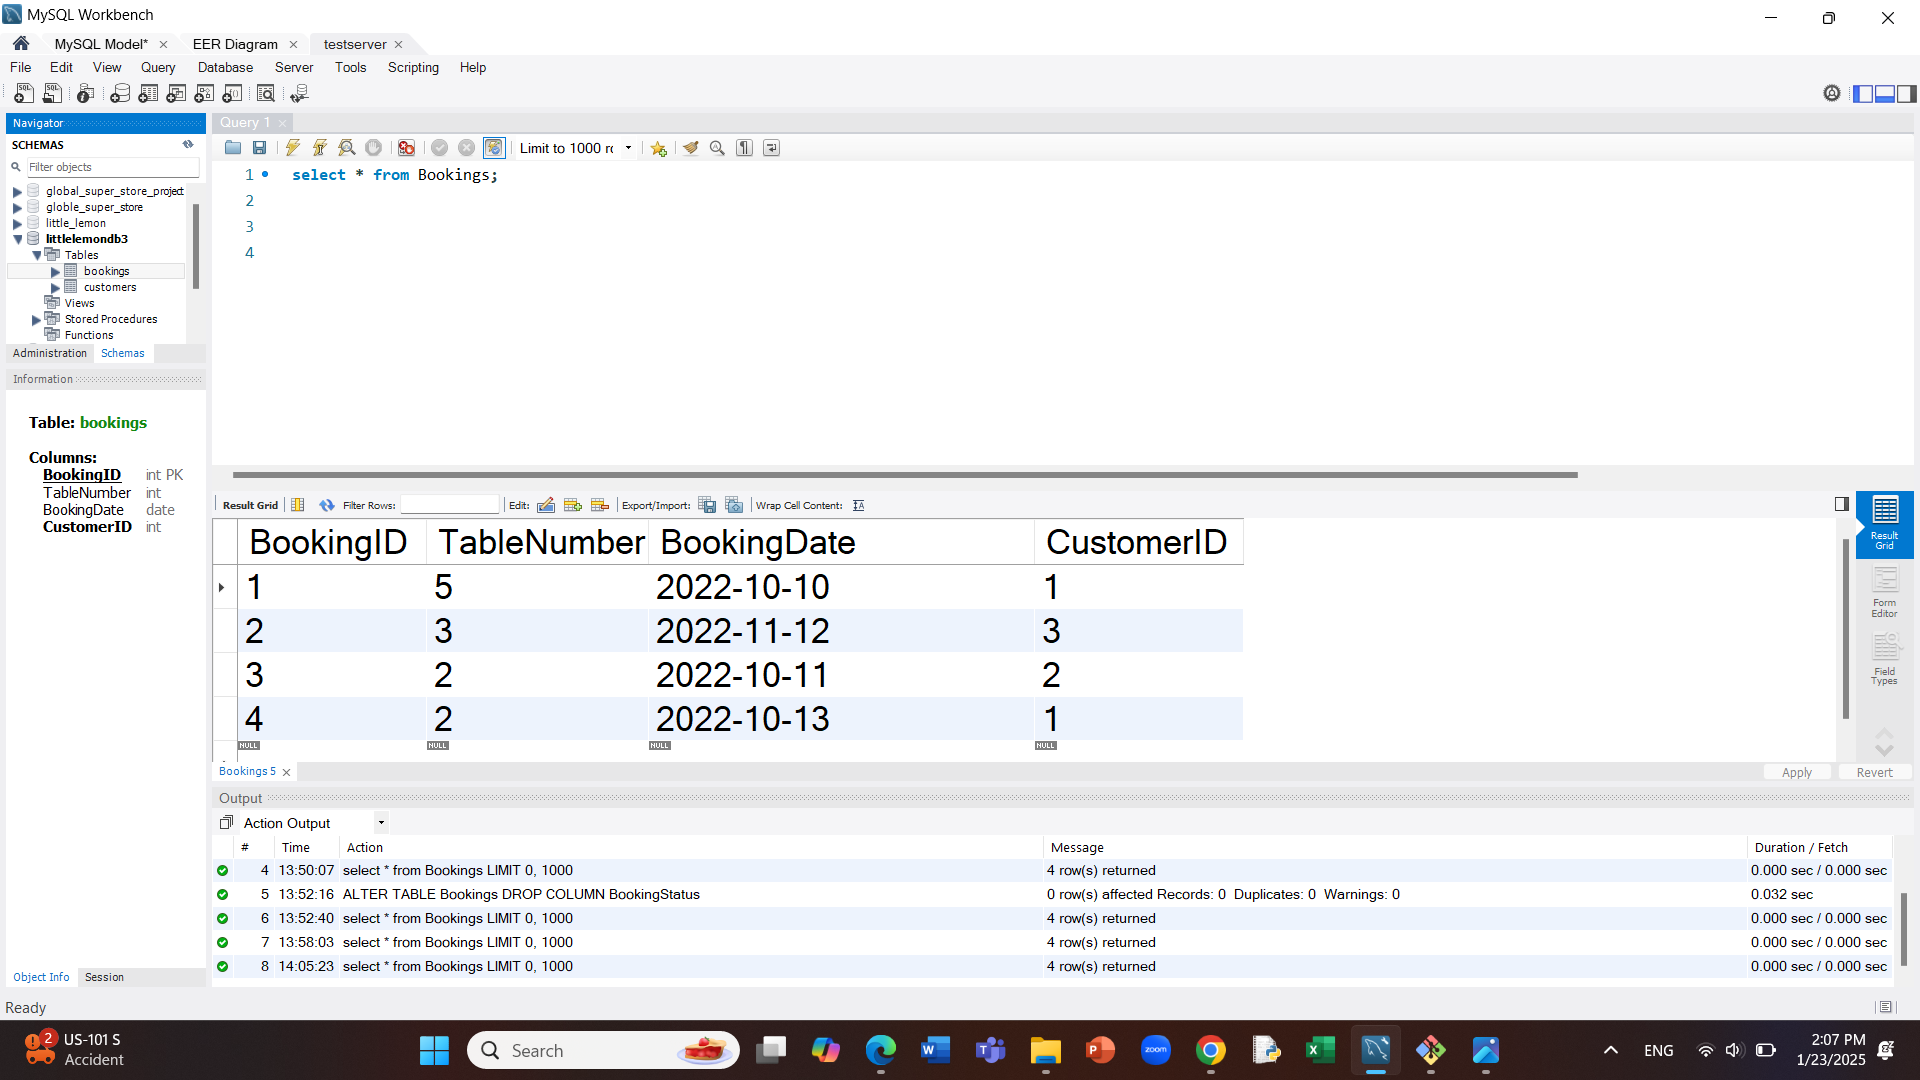 MySQL Workbench
MySQL Model*
EER Diagram
testserver
File Edit View Query Database Server Tools Scripting Help
Navigator
SCHEMAS
Filter objects
global_super_store_project
globle_super_store
little_lemon
littlelemondb3
Tables
bookings
customers
Views
Stored Procedures
Functions
Administration Schemas
Information
Table: bookings
Columns:
BookingID int PK
TableNumber int
BookingDate date
CustomerID int
Object Info Session
Query 1
Limit to 1000 rc
1 select * from Bookings;
2
3
4
Result Grid Filter Rows: Edit: Export/Import: Wrap Cell Content:
BookingID TableNumber BookingDate CustomerID
1 5 2022-10-10 1
2 3 2022-11-12 3
3 2 2022-10-11 2
4 2 2022-10-13 1
NULL NULL NULL NULL
Result
Grid
Form
Editor
Field
Types
Bookings 5
Apply Revert
Output
Action Output
# Time Action Message Duration / Fetch
4 13:50:07 select * from Bookings LIMIT 0, 1000 4 row(s) returned 0.000 sec / 0.000 sec
5 13:52:16 ALTER TABLE Bookings DROP COLUMN BookingStatus 0 row(s) affected Records: 0 Duplicates: 0 Warnings: 0 0.032 sec
6 13:52:40 select * from Bookings LIMIT 0, 1000 4 row(s) returned 0.000 sec / 0.000 sec
7 13:58:03 select * from Bookings LIMIT 0, 1000 4 row(s) returned 0.000 sec / 0.000 sec
8 14:05:23 select * from Bookings LIMIT 0, 1000 4 row(s) returned 0.000 sec / 0.000 sec
Ready
2
US-101 S
Accident
Search
zoom
ENG
2:07 PM
1/23/2025